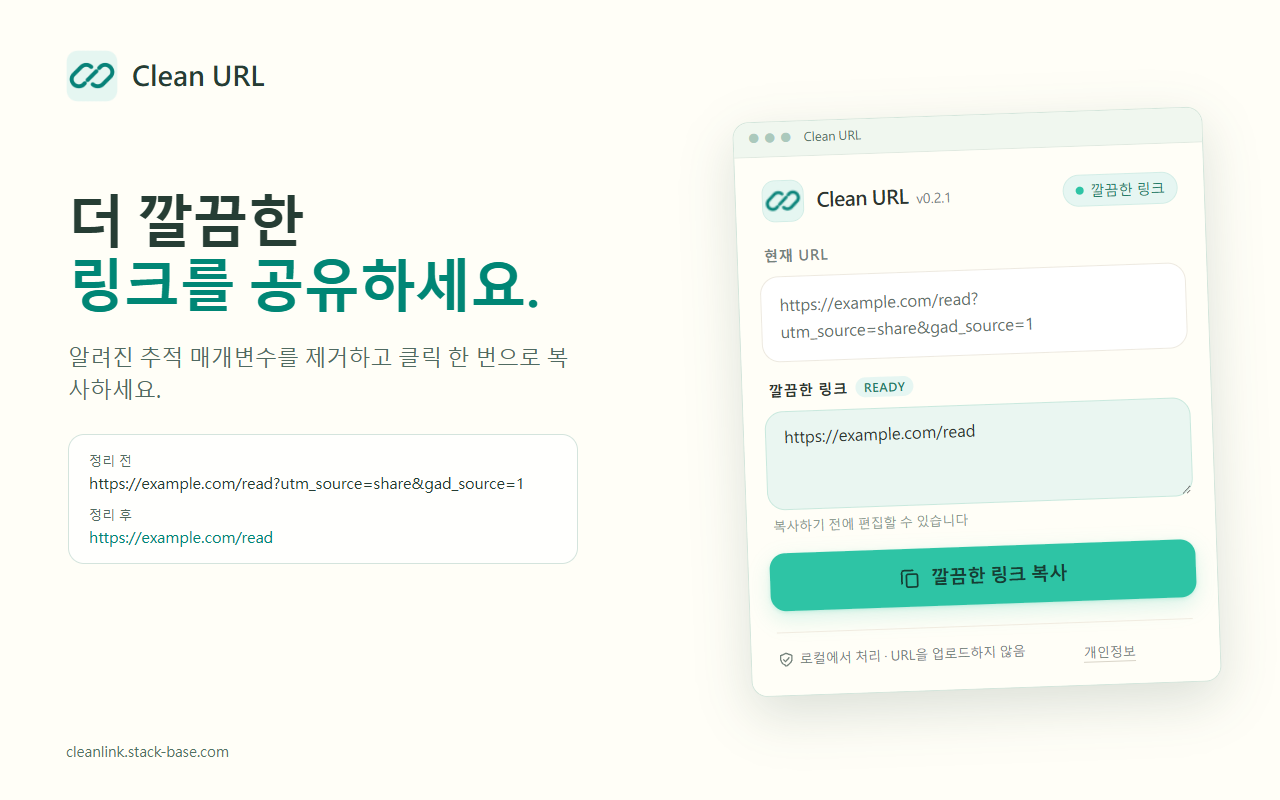 Clean URL
더 깔끔한
링크를 공유하세요.
알려진 추적 매개변수를 제거하고 클릭 한 번으로 복
사하세요.
정리 전
https://example.com/read?utm_source=share&gad_source=1
정리 후
https://example.com/read
cleanlink.stack-base.com
Clean URL
Clean URL v0.2.1
깔끔한 링크
현재 URL
https://example.com/read?
utm_source=share&gad_source=1
깔끔한 링크 READY
https://example.com/read
복사하기 전에 편집할 수 있습니다
깔끔한 링크 복사
로컬에서 처리 · URL을 업로드하지 않음
개인정보